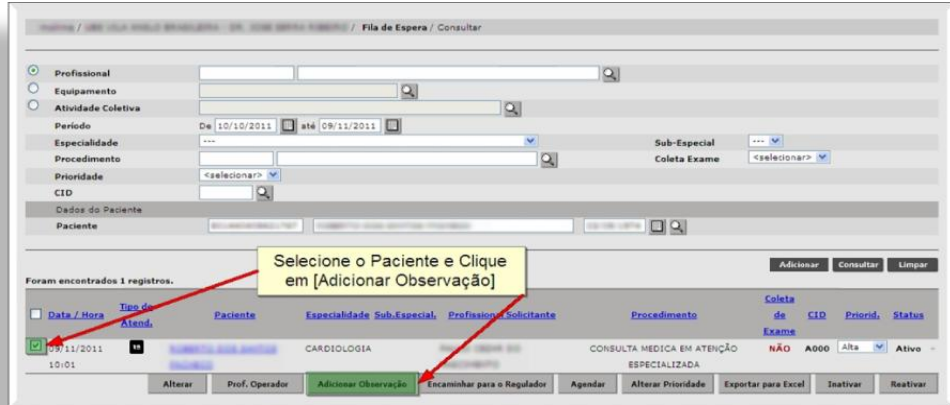 / Fila de Espera / Consultar
Profissional
Equipamento
Atividade Coletiva
Período De 10/10/2011 até 09/11/2011
Especialidade --- Sub-Especial ---
Procedimento Coleta Exame <selecionar>
Prioridade <selecionar>
CID
Dados do Paciente
Paciente
Selecione o Paciente e Clique
em [Adicionar Observação]
Adicionar Consultar Limpar
Foram encontrados 1 registros.
Data / Hora Tipo de Atend. Paciente Especialidade Sub.Especial. Profissional Solicitante Procedimento Coleta de Exame CID Priorid. Status
09/11/2011 10:01 CARDIOLOGIA CONSULTA MEDICA EM ATENÇÃO ESPECIALIZADA NÃO A000 Alta Ativo
Alterar Prof. Operador Adicionar Observação Encaminhar para o Regulador Agendar Alterar Prioridade Exportar para Excel Inativar Reativar